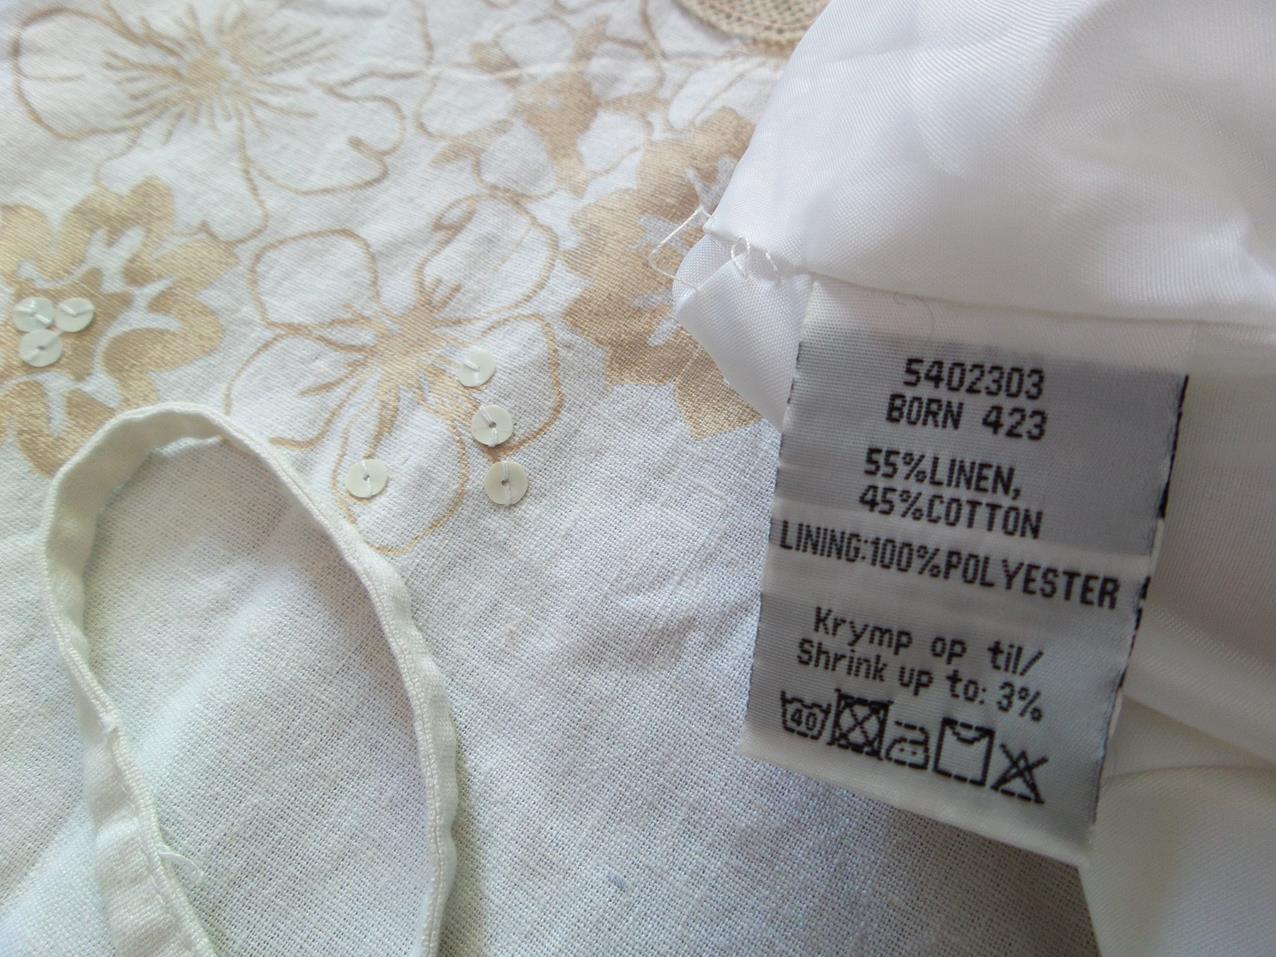 5402303
BORN 423
55%LINEN,
45%COTTON
LINING:100%POLYESTER
Krymp op til/
Shrink up to: 3%
40